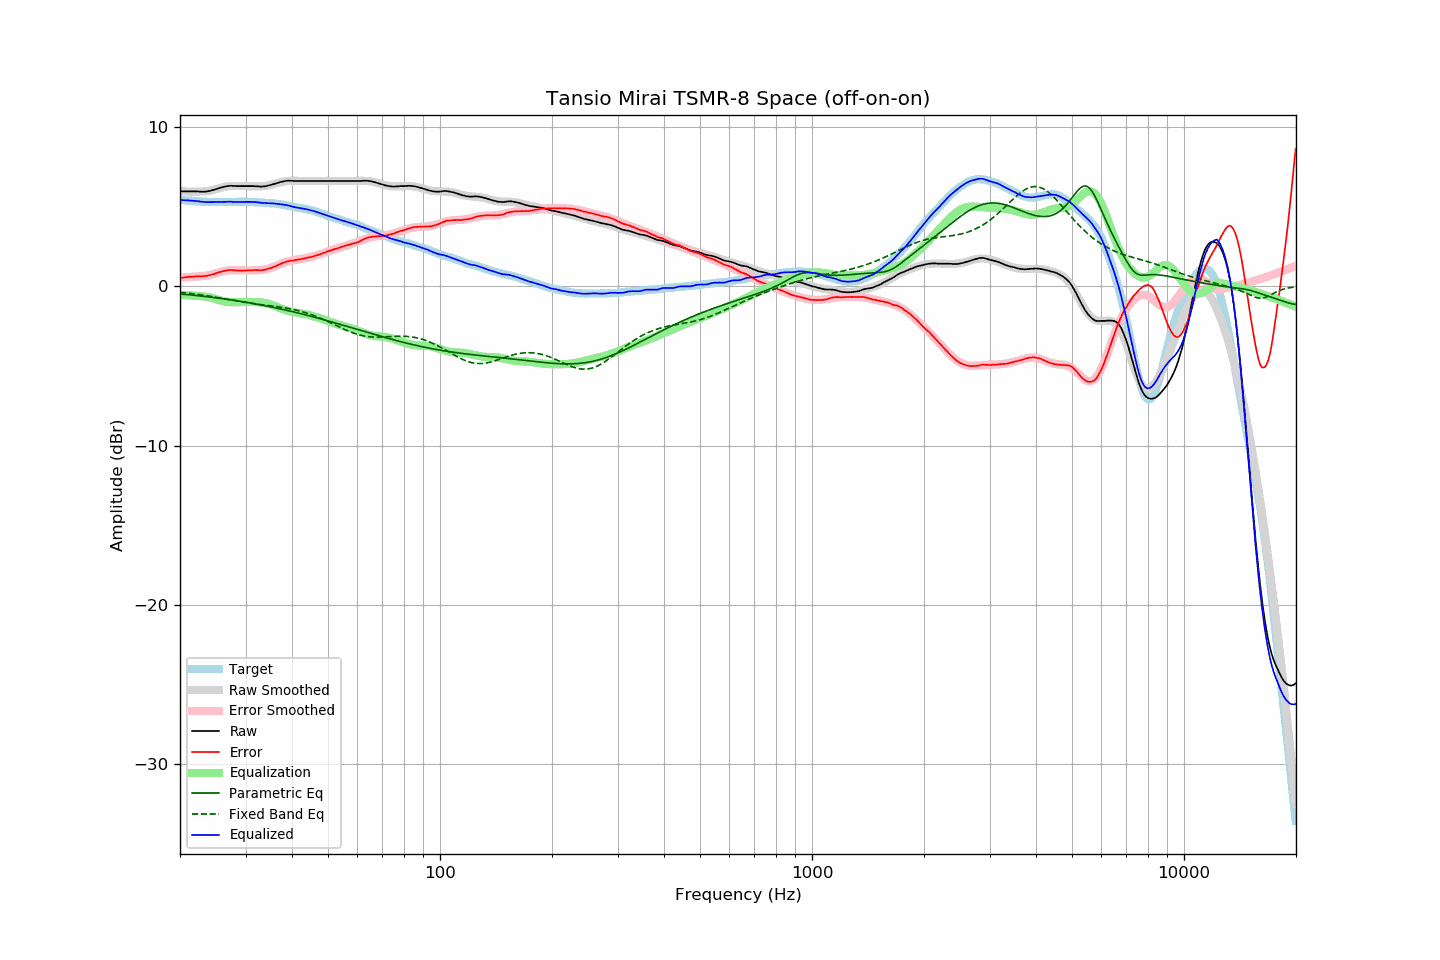 Tansio Mirai TSMR-8 Space (off-on-on)
10
0
−10
−20
−30
Amplitude (dBr)
Target
Raw Smoothed
Error Smoothed
Raw
Error
Equalization
Parametric Eq
Fixed Band Eq
Equalized
100
1000
10000
Frequency (Hz)